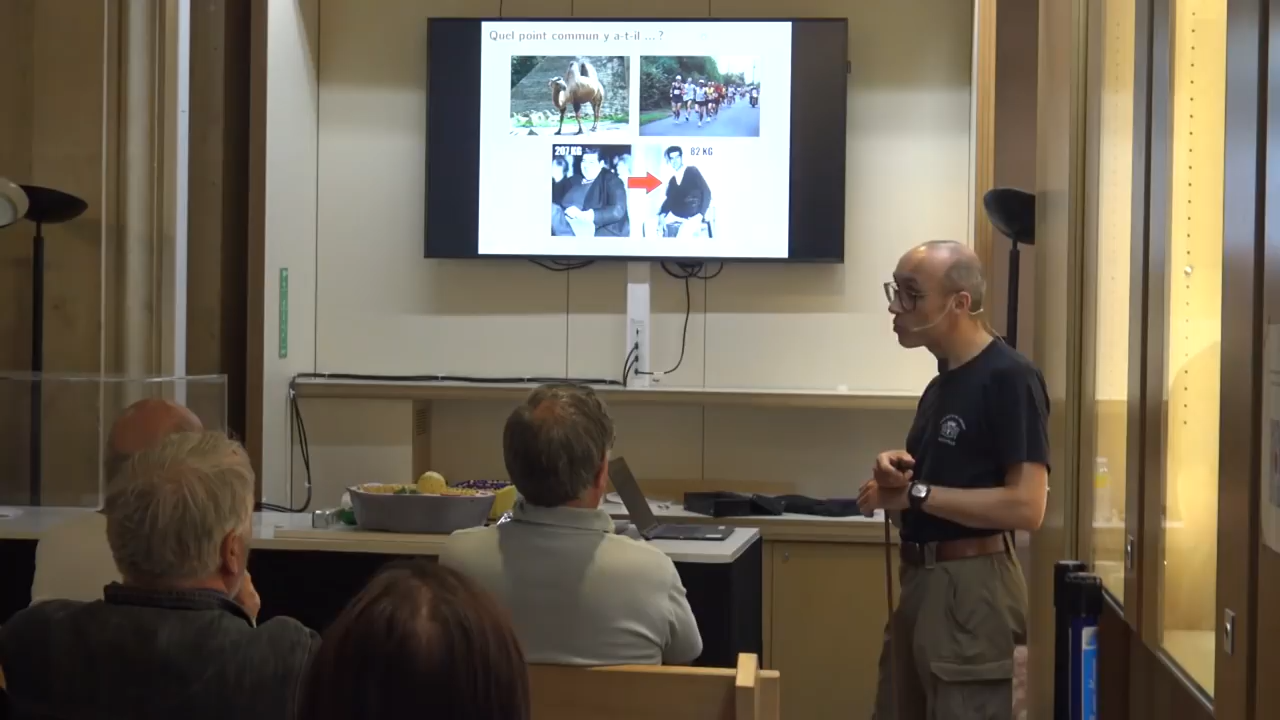 Quel point commun y a-t-il ... ?
207 KG
82 KG